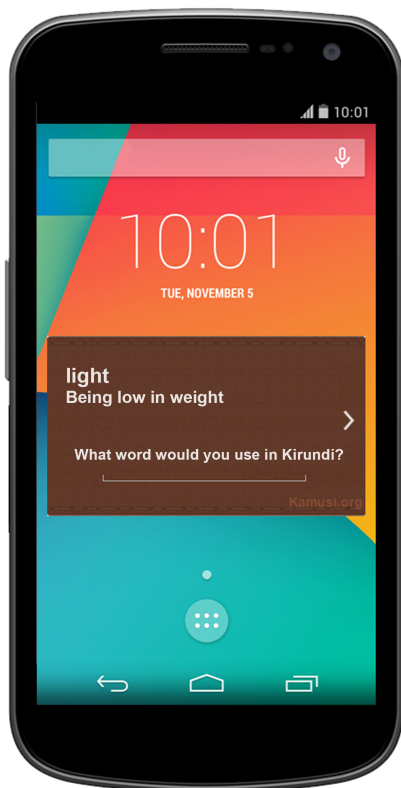 10:01
10:01
TUE, NOVEMBER 5
light
Being low in weight
What word would you use in Kirundi?
Kamusi.org